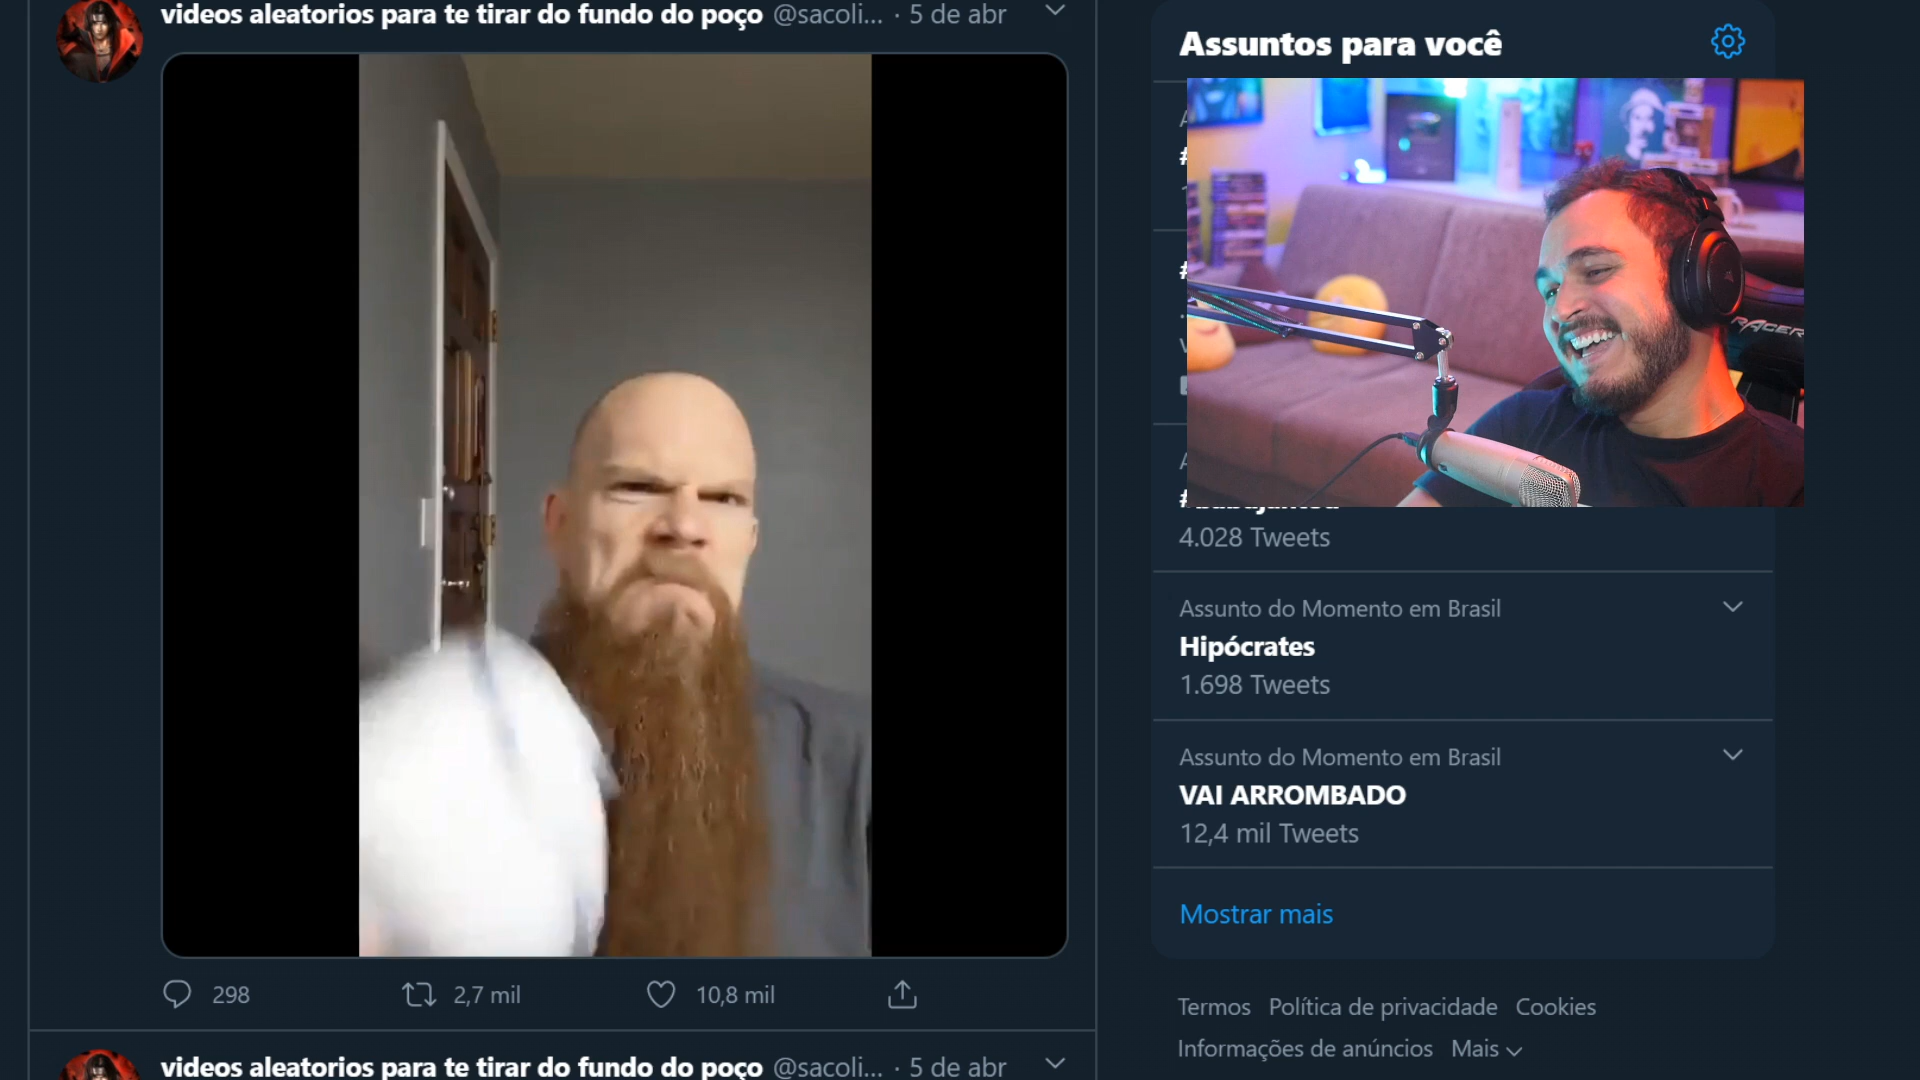 videos aleatorios para te tirar do fundo do poço @sacoli... · 5 de abr
298
2,7 mil
10,8 mil
videos aleatorios para te tirar do fundo do poço @sacoli... · 5 de abr
Assuntos para você
RACER
4.028 Tweets
Assunto do Momento em Brasil
Hipócrates
1.698 Tweets
Assunto do Momento em Brasil
VAI ARROMBADO
12,4 mil Tweets
Mostrar mais
Termos Política de privacidade Cookies
Informações de anúncios Mais